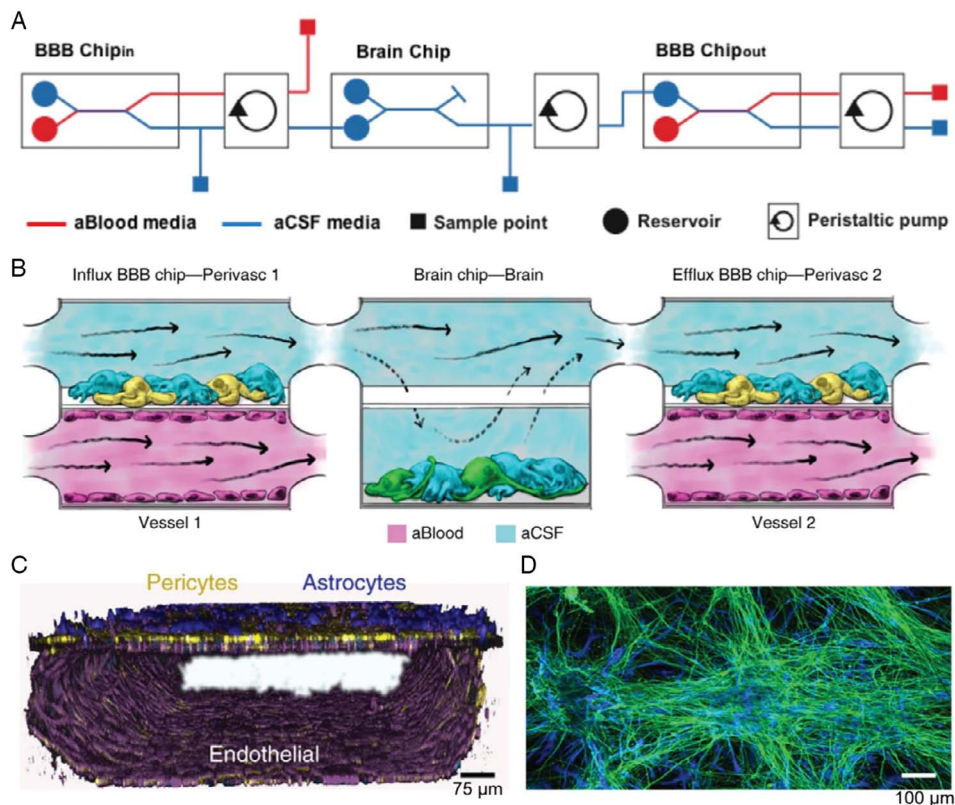 A
BBB Chipin
Brain Chip
BBB Chipout
aBlood media
aCSF media
Sample point
Reservoir
Peristaltic pump
B
Influx BBB chip—Perivasc 1
Brain chip—Brain
Efflux BBB chip—Perivasc 2
Vessel 1
Vessel 2
aBlood
aCSF
C
Pericytes
Astrocytes
Endothelial
75 µm
D
100 µm